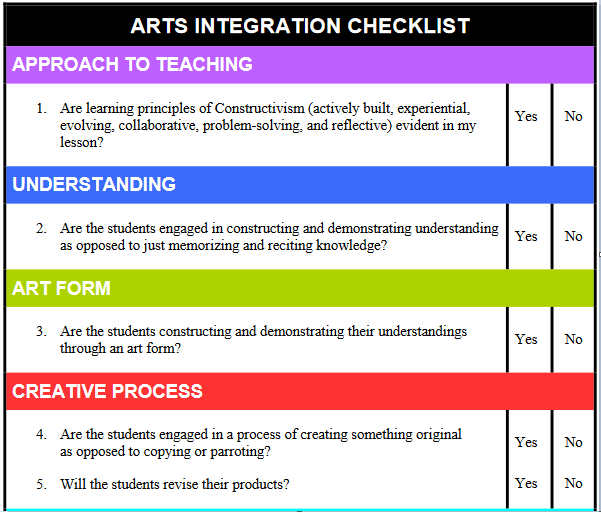 ARTS INTEGRATION CHECKLIST
APPROACH TO TEACHING
1. Are learning principles of Constructivism (actively built, experiential,
evolving, collaborative, problem-solving, and reflective) evident in my
lesson?
Yes No
UNDERSTANDING
2. Are the students engaged in constructing and demonstrating understanding
as opposed to just memorizing and reciting knowledge?
Yes No
ART FORM
3. Are the students constructing and demonstrating their understandings
through an art form?
Yes No
CREATIVE PROCESS
4. Are the students engaged in a process of creating something original
as opposed to copying or parroting?
Yes No
5. Will the students revise their products?
Yes No